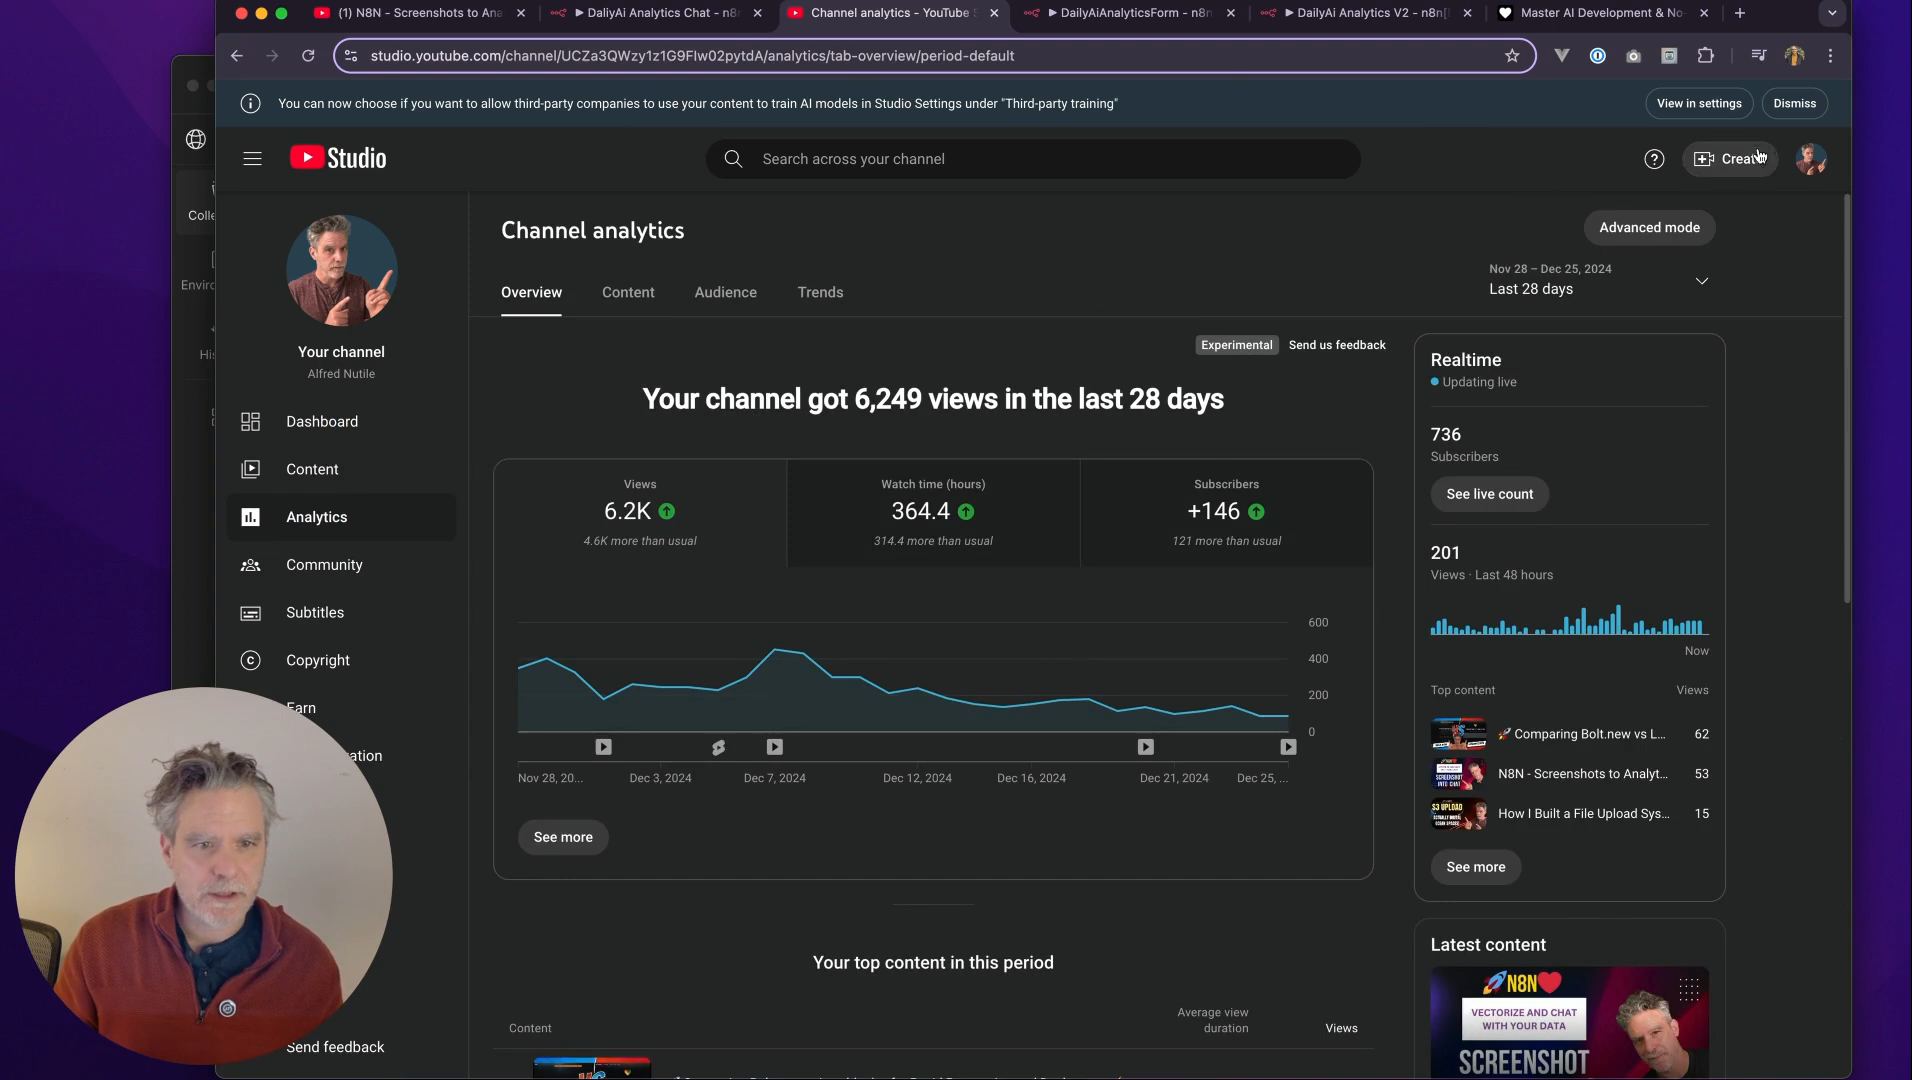 (1) N8N - Screenshots to Ana
DaliyAi Analytics Chat - n8n
Channel analytics - YouTube S
DailyAiAnalyticsForm - n8n
DailyAi Analytics V2 - n8n[
Master AI Development & No-
studio.youtube.com/channel/UCZa3QWzy1z1G9FIw02pytdA/analytics/tab-overview/period-default
You can now choose if you want to allow third-party companies to use your content to train AI models in Studio Settings under "Third-party training"
View in settings
Dismiss
Studio
Search across your channel
Create
Colle
Enviro
His
Your channel
Alfred Nutile
Dashboard
Content
Analytics
Community
Subtitles
Copyright
Earn
ation
Send feedback
Channel analytics
Advanced mode
Overview
Content
Audience
Trends
Nov 28 – Dec 25, 2024
Last 28 days
Experimental
Send us feedback
Your channel got 6,249 views in the last 28 days
Views
6.2K
4.6K more than usual
Watch time (hours)
364.4
314.4 more than usual
Subscribers
+146
121 more than usual
600
400
200
0
Nov 28, 20...
Dec 3, 2024
Dec 7, 2024
Dec 12, 2024
Dec 16, 2024
Dec 21, 2024
Dec 25, ...
See more
Your top content in this period
Content
Average view
duration
Views
Realtime
Updating live
736
Subscribers
See live count
201
Views · Last 48 hours
Now
Top content
Views
🚀 Comparing Bolt.new vs L...
62
N8N - Screenshots to Analyt...
53
How I Built a File Upload Sys...
15
See more
Latest content
N8N
VECTORIZE AND CHAT
WITH YOUR DATA
SCREENSHOT